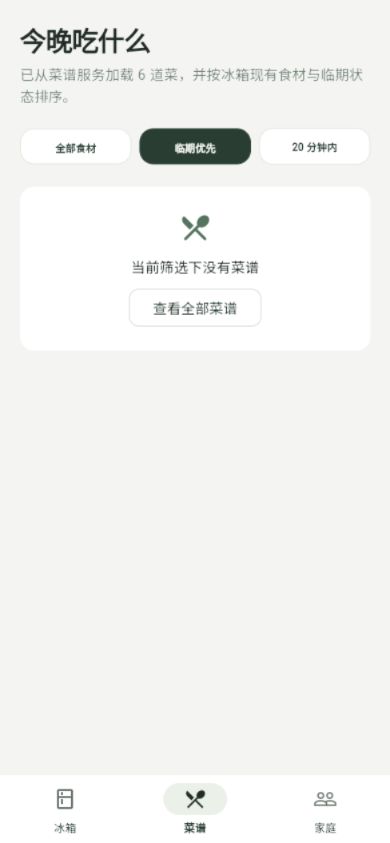 今晚吃什么
已从菜谱服务加载 6 道菜，并按冰箱现有食材与临期状
态排序。
全部食材
临期优先
20 分钟内
当前筛选下没有菜谱
查看全部菜谱
冰箱
菜谱
家庭